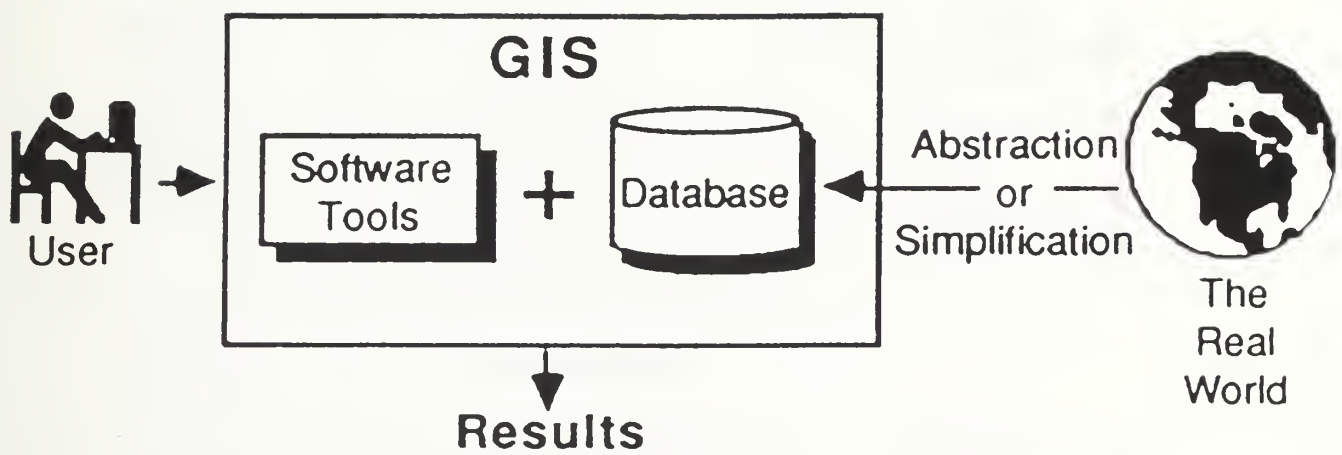 GIS
Software
Tools
+
Database
User
Abstraction
or
Simplification
The
Real
World
Results